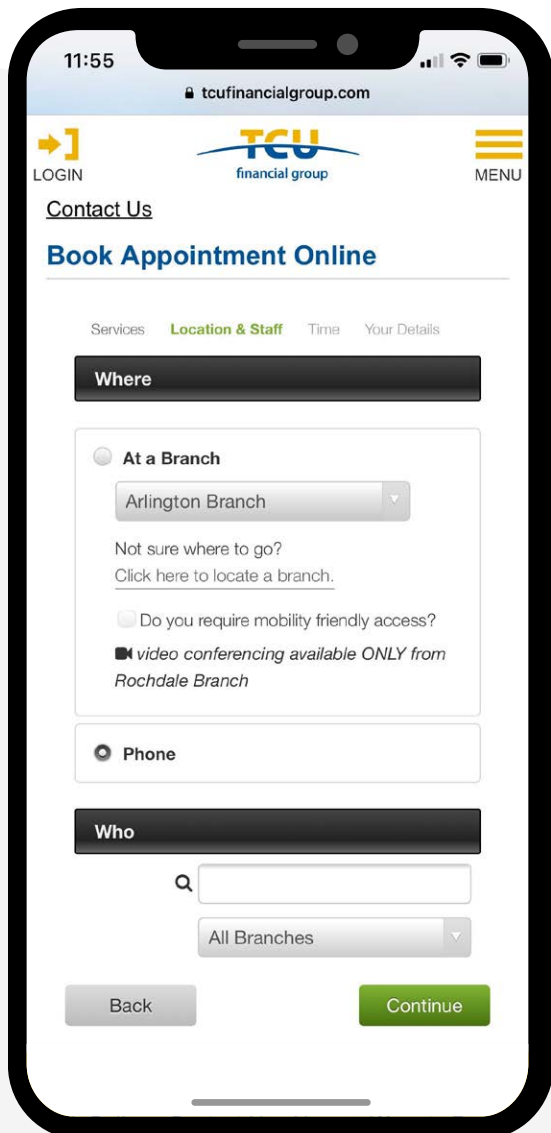 11:55
tcufinancialgroup.com
LOGIN
TCU
financial group
MENU
Contact Us
Book Appointment Online
Services Location & Staff Time Your Details
Where
At a Branch
Arlington Branch
Not sure where to go?
Click here to locate a branch.
Do you require mobility friendly access?
video conferencing available ONLY from
Rochdale Branch
Phone
Who
All Branches
Back Continue